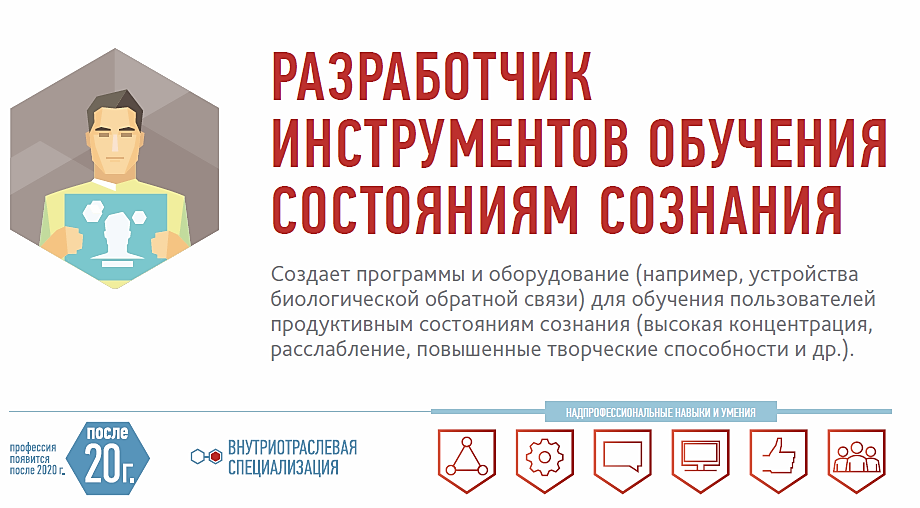 РАЗРАБОТЧИК
ИНСТРУМЕНТОВ ОБУЧЕНИЯ
СОСТОЯНИЯМ СОЗНАНИЯ
Создает программы и оборудование (например, устройства
биологической обратной связи) для обучения пользователей
продуктивным состояниям сознания (высокая концентрация,
расслабление, повышенные творческие способности и др.).
НАДПРОФЕССИОНАЛЬНЫЕ НАВЫКИ И УМЕНИЯ
профессия
появится
после 2020 г.
после
20г.
ВНУТРИОТРАСЛЕВАЯ
СПЕЦИАЛИЗАЦИЯ